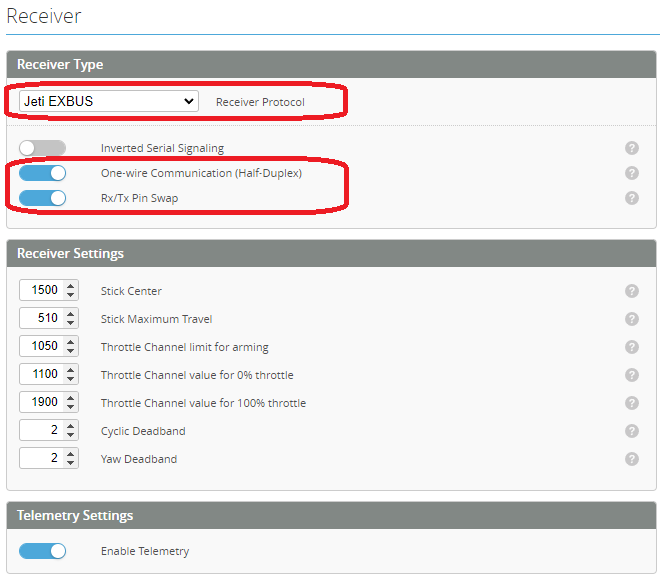 Receiver
Receiver Type
Jeti EXBUS Receiver Protocol
Inverted Serial Signaling ?
One-wire Communication (Half-Duplex) ?
Rx/Tx Pin Swap ?
Receiver Settings
1500 Stick Center ?
510 Stick Maximum Travel ?
1050 Throttle Channel limit for arming ?
1100 Throttle Channel value for 0% throttle ?
1900 Throttle Channel value for 100% throttle ?
2 Cyclic Deadband ?
2 Yaw Deadband ?
Telemetry Settings
Enable Telemetry ?